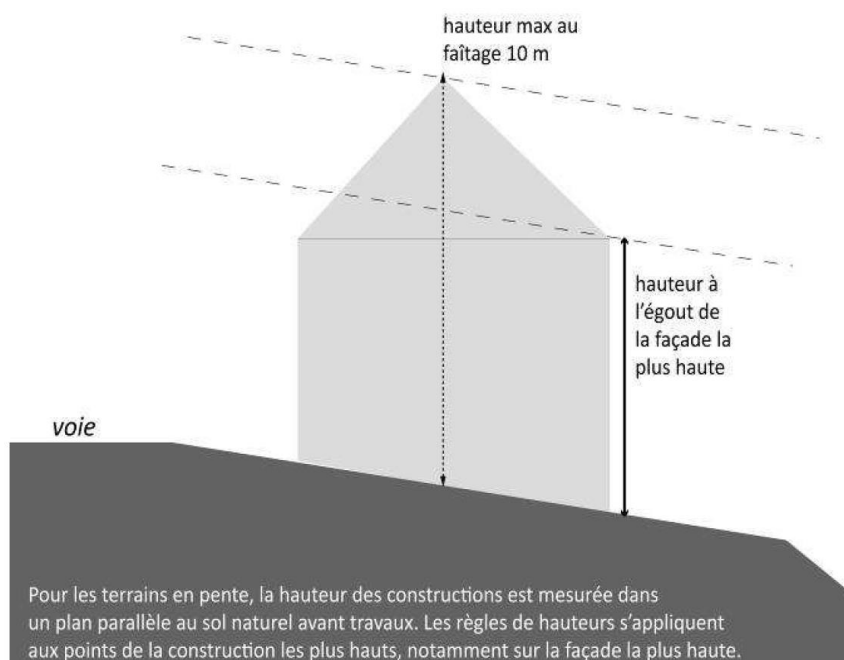 hauteur max au
faîtage 10 m
hauteur à
l'égout de
la façade la
plus haute
voie
Pour les terrains en pente, la hauteur des constructions est mesurée dans
un plan parallèle au sol naturel avant travaux. Les règles de hauteurs s'appliquent
aux points de la construction les plus hauts, notamment sur la façade la plus haute.